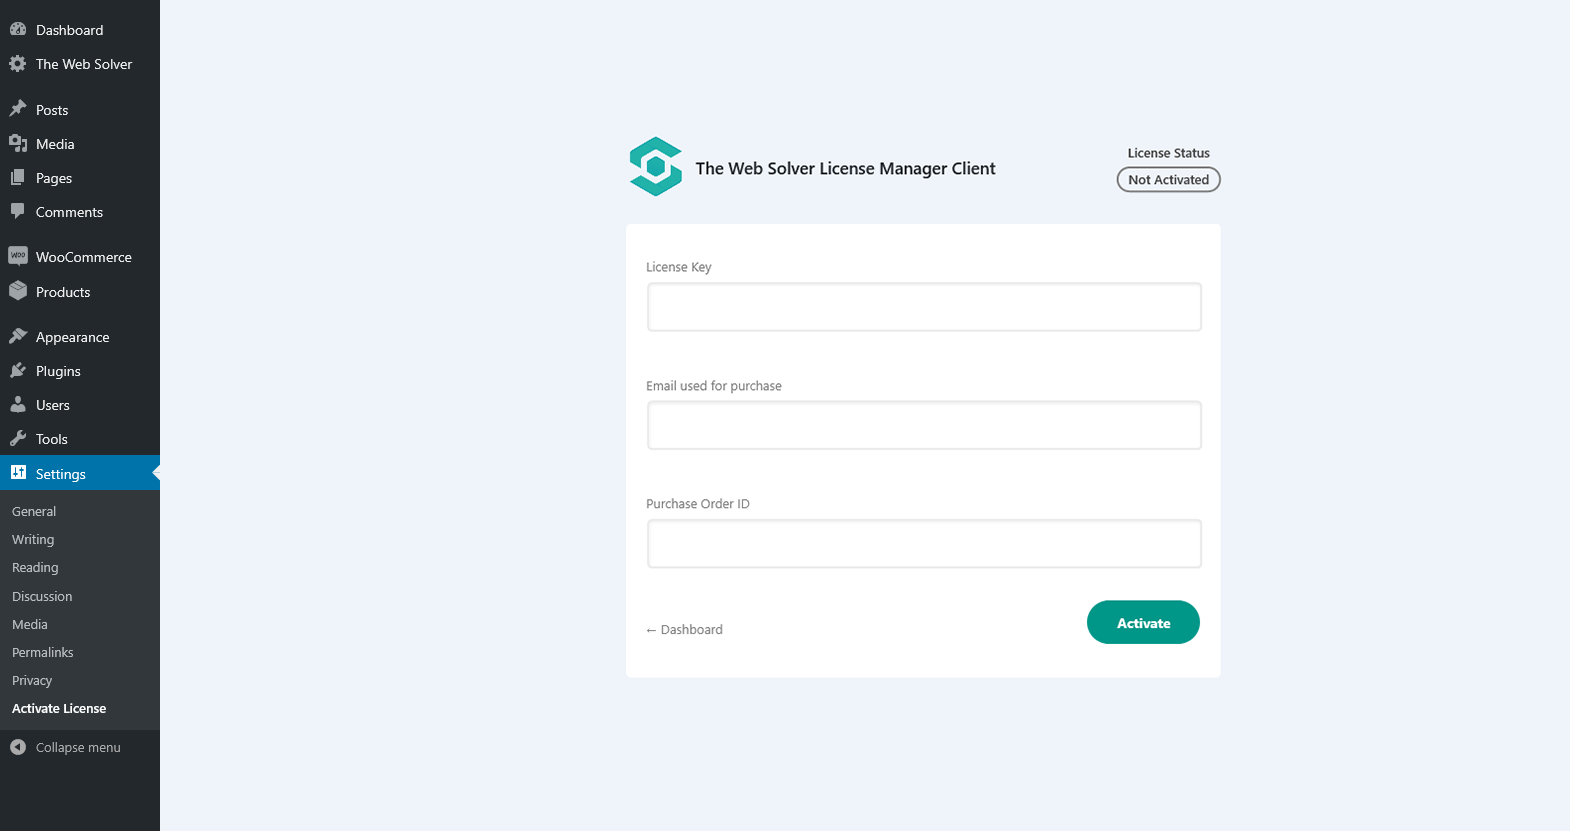 Dashboard
The Web Solver
Posts
Media
Pages
Comments
WooCommerce
Products
Appearance
Plugins
Users
Tools
Settings
General
Writing
Reading
Discussion
Media
Permalinks
Privacy
Activate License
Collapse menu
The Web Solver License Manager Client
License Status
Not Activated
License Key
Email used for purchase
Purchase Order ID
← Dashboard
Activate